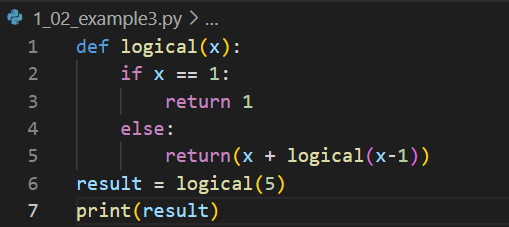 1_02_example3.py > ...
1 def logical(x):
2     if x == 1:
3         return 1
4     else:
5         return(x + logical(x-1))
6 result = logical(5)
7 print(result)